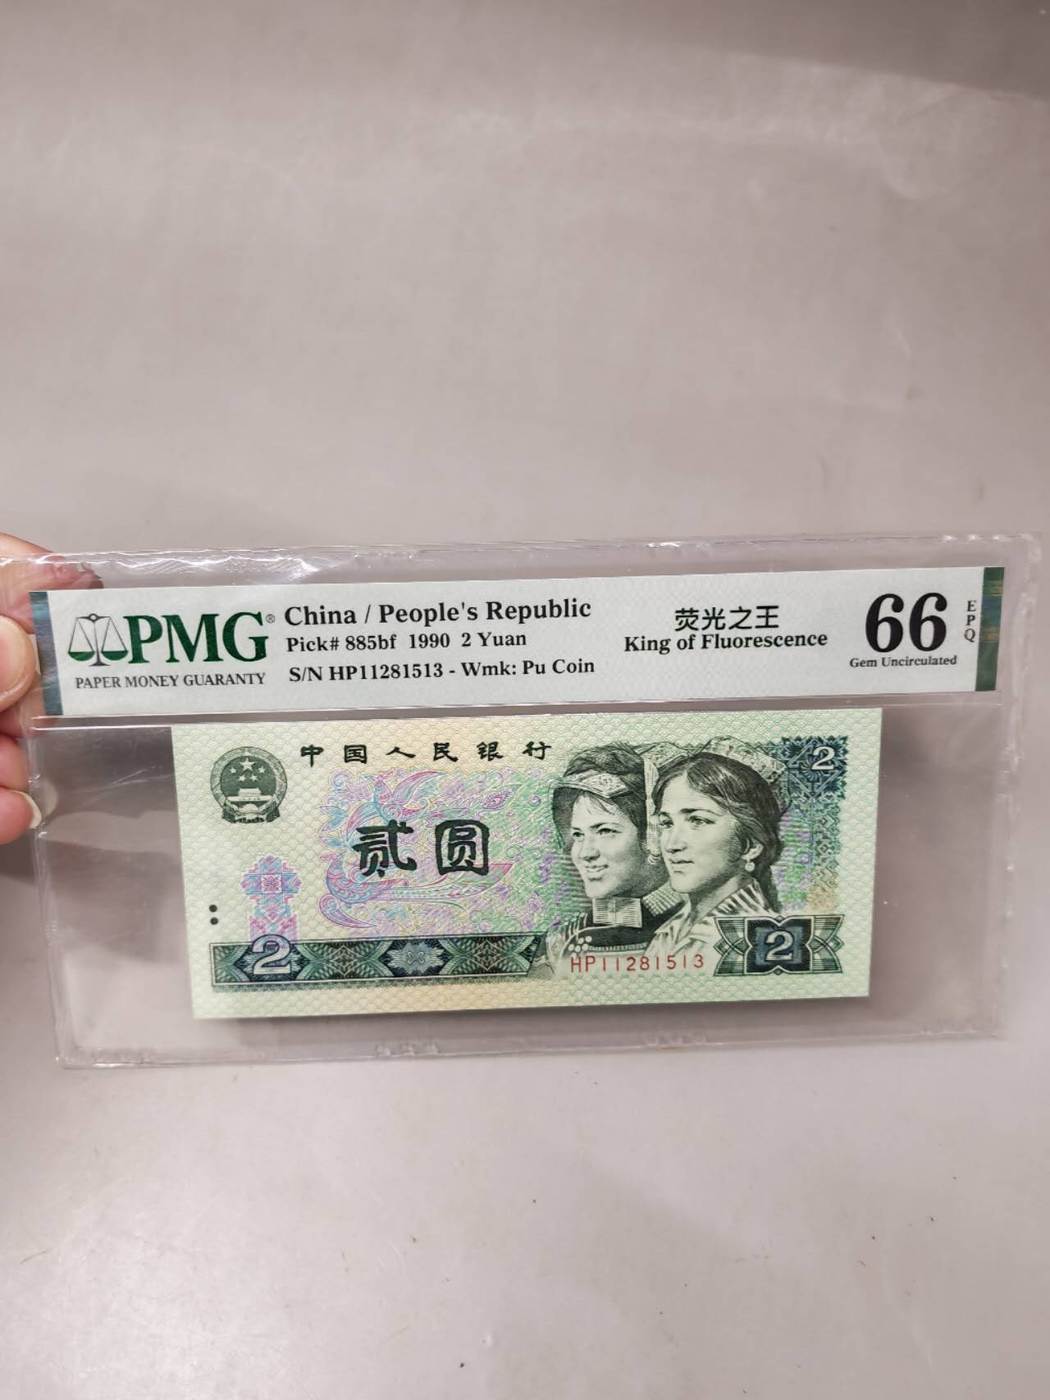 PMG®
PAPER MONEY GUARANTY
China / People's Republic
Pick# 885bf 1990 2 Yuan
S/N HP11281513 - Wmk: Pu Coin
荧光之王
King of Fluorescence
66
EPQ
Gem Uncirculated
中国人民银行
2
贰圆
2
HP11281513
2